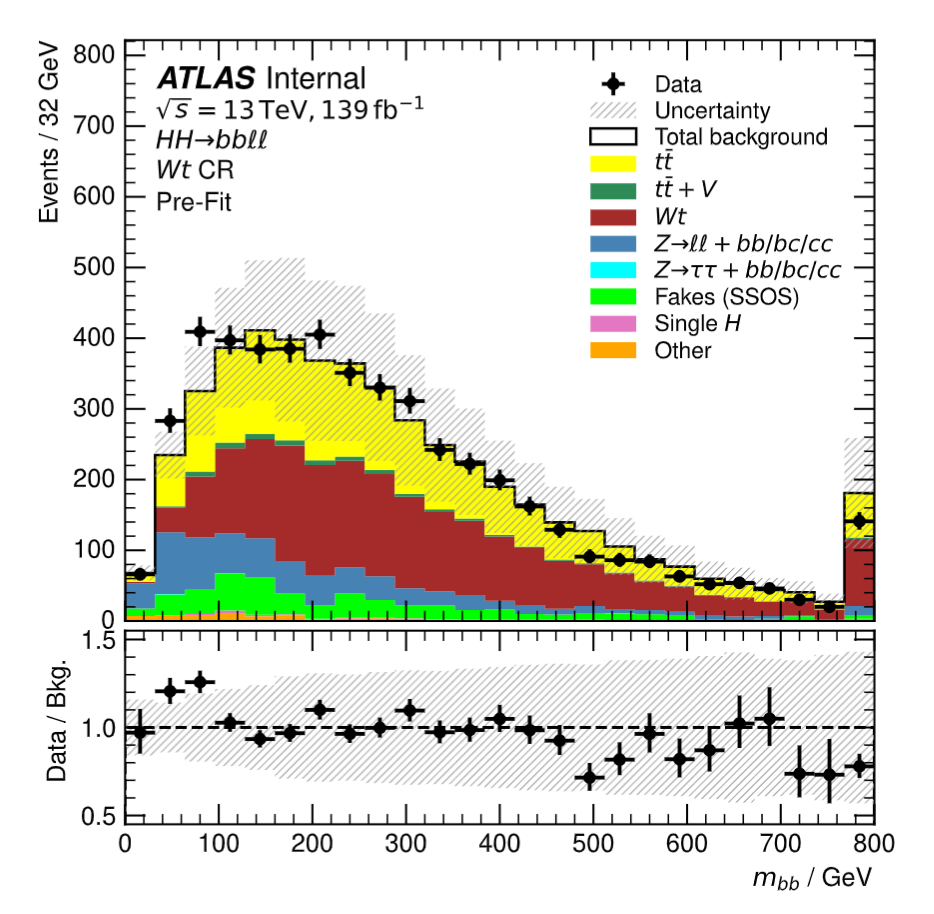 Events / 32 GeV
800
700
600
500
400
300
200
100
0
ATLAS Internal
√s = 13 TeV, 139 fb⁻¹
HH→bbℓℓ
Wt CR
Pre-Fit
Data
Uncertainty
Total background
tt̄
tt̄ + V
Wt
Z→ℓℓ + bb/bc/cc
Z→ττ + bb/bc/cc
Fakes (SSOS)
Single H
Other
Data / Bkg.
1.5
1.0
0.5
0 100 200 300 400 500 600 700 800
m_bb / GeV